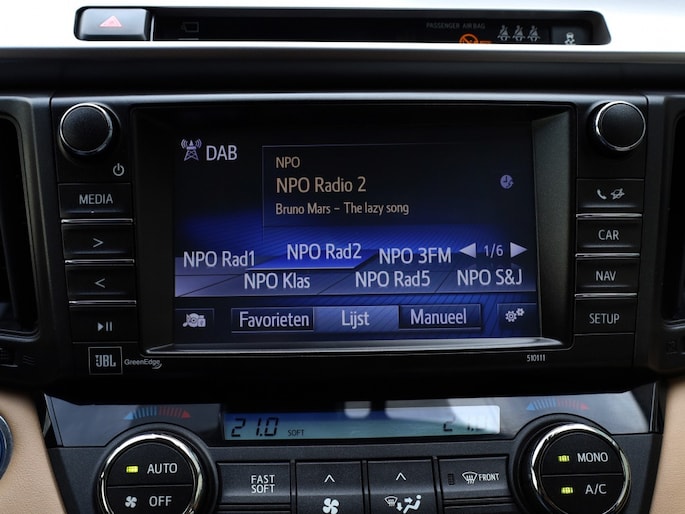 PASSENGER AIR BAG
DAB
NPO
NPO Radio 2
Bruno Mars – The lazy song
NPO Rad1 NPO Rad2 NPO 3FM 1/6
NPO Klas NPO Rad5 NPO S&J
Favorieten Lijst Manueel
MEDIA
>
<
CAR
NAV
SETUP
JBL GreenEdge
510111
21.0 SOFT
AUTO
OFF
FAST
SOFT
FRONT
MONO
A/C